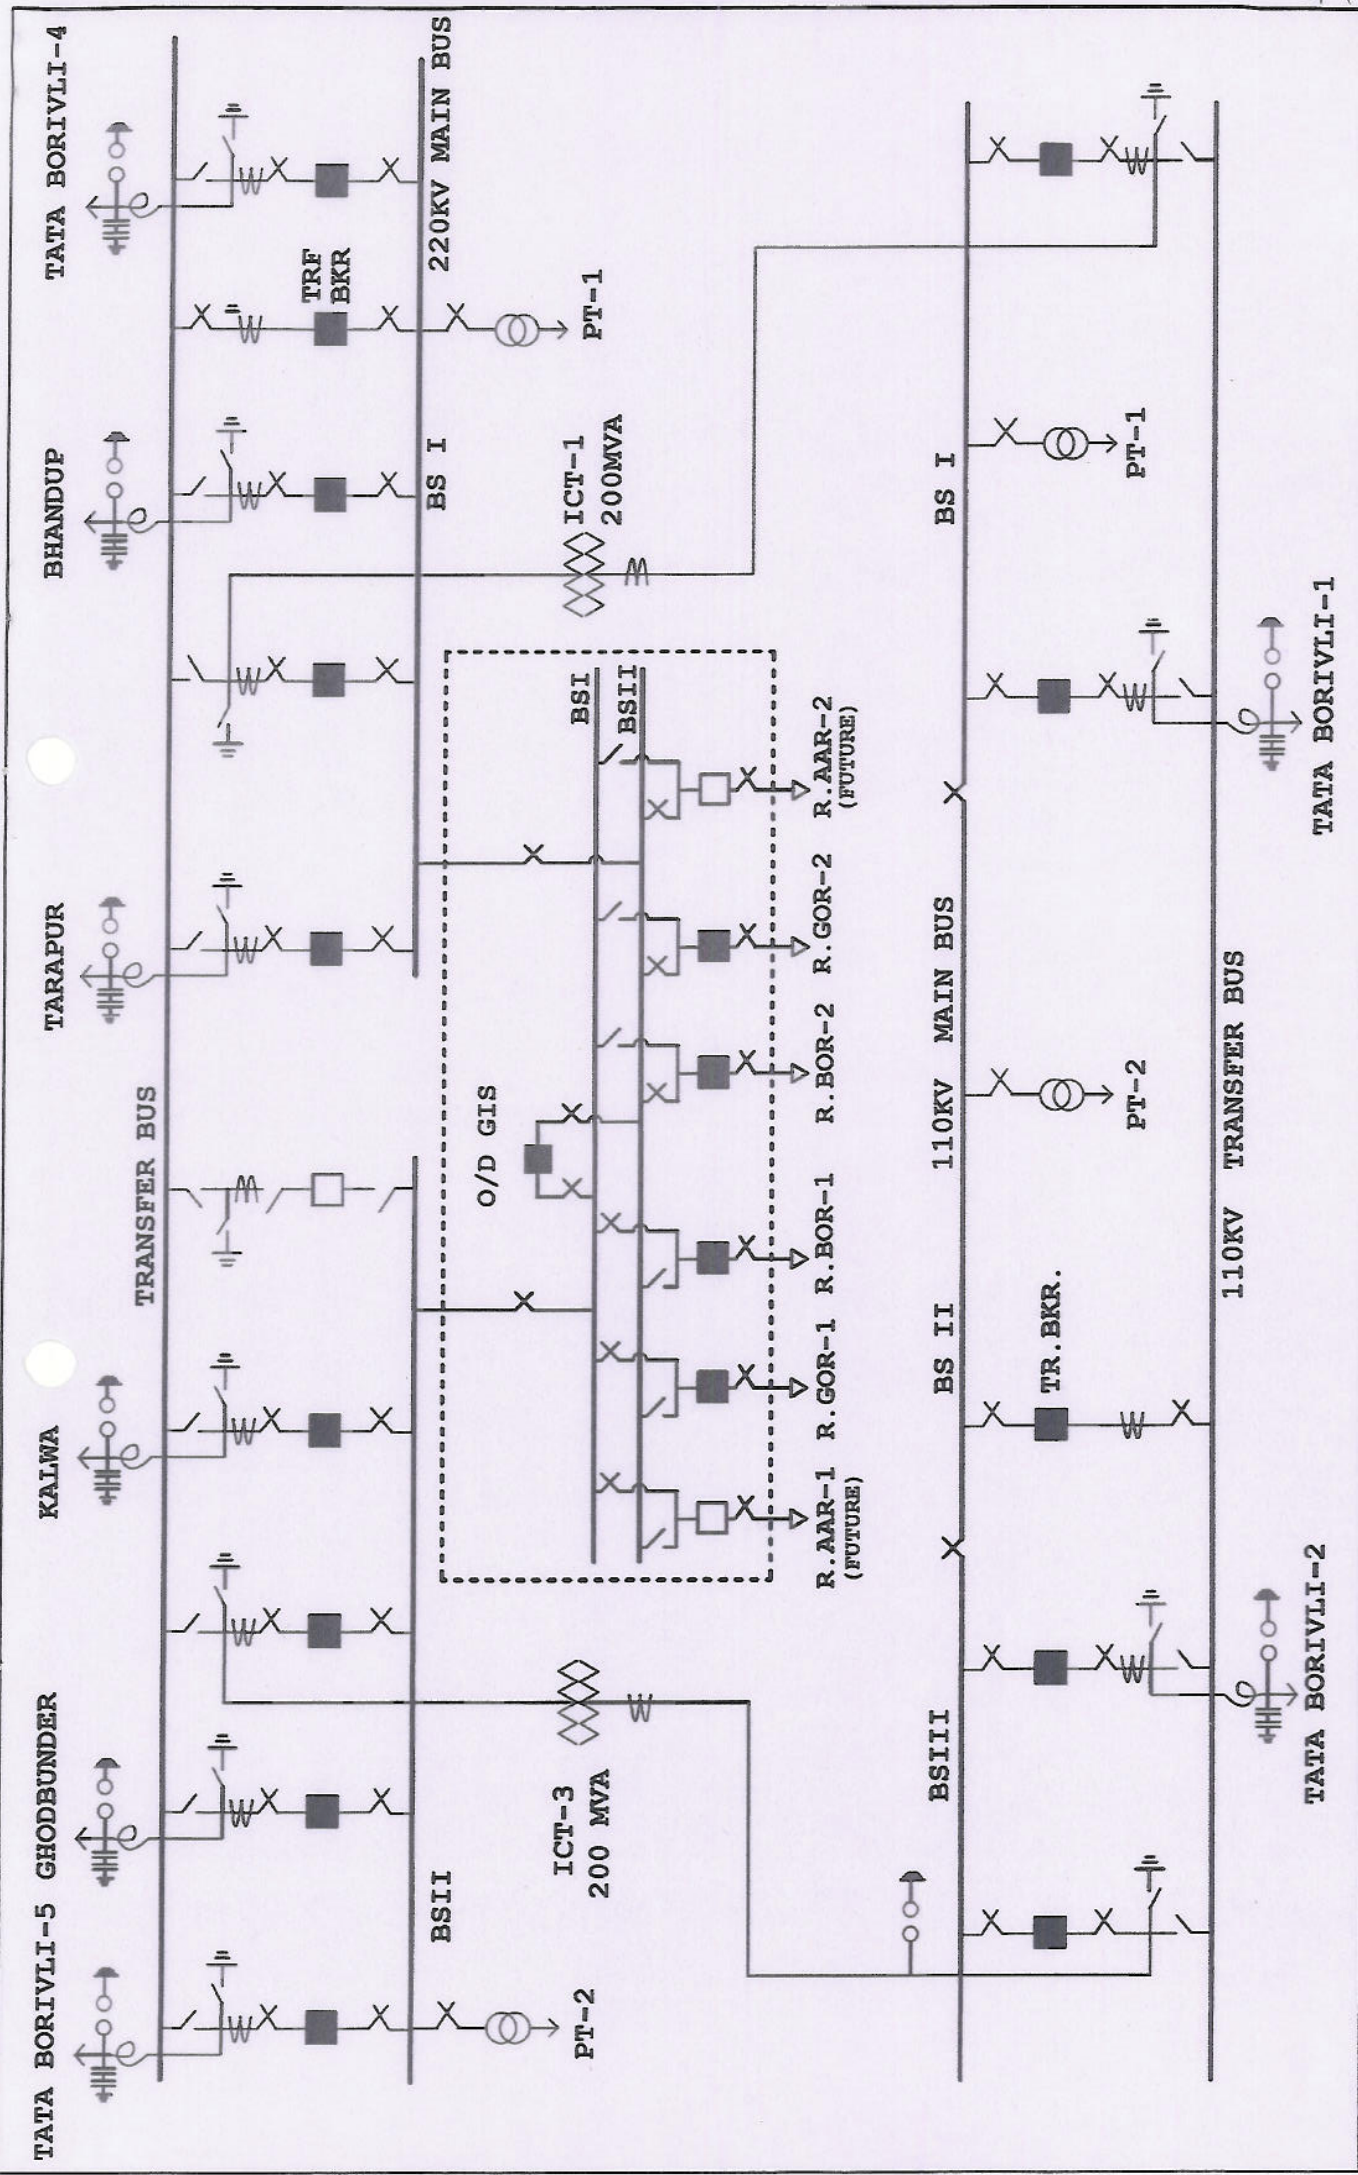 TATA BORIVLI-5
GHODBUNDER
KALWA
TARAPUR
BHANDUP
TATA BORIVLI-4
TRANSFER BUS
TRF
BKR
BSII
BS I
220KV MAIN BUS
PT-2
ICT-3
200 MVA
O/D GIS
ICT-1
200MVA
PT-1
BSI
BSII
R.AAR-1
(FUTURE)
R.GOR-1
R.BOR-1
R.BOR-2
R.GOR-2
R.AAR-2
(FUTURE)
BSIII
BS II
110KV MAIN BUS
BS I
TR.BKR.
PT-2
PT-1
110KV TRANSFER BUS
TATA BORIVLI-2
TATA BORIVLI-1